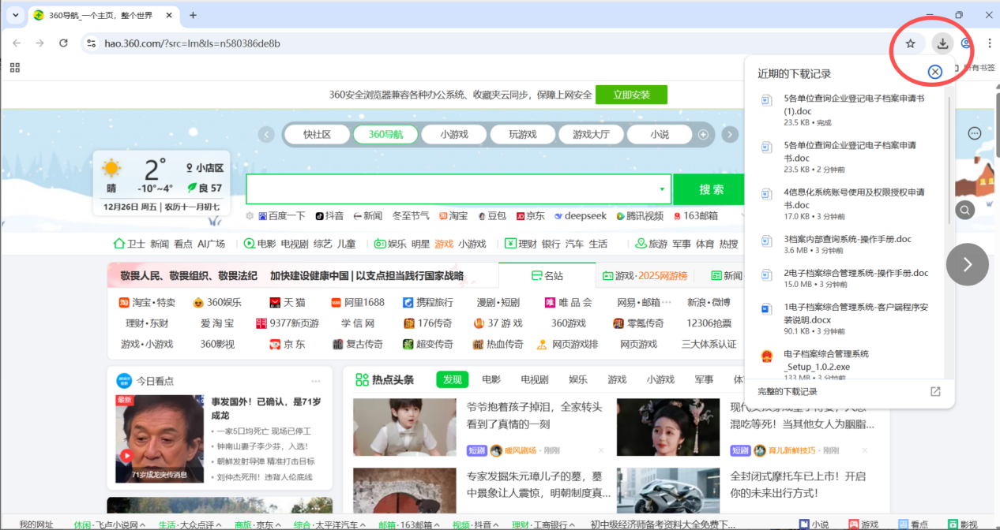 360导航_一个主页，整个世界
hao.360.com/?src=lm&ls=n580386de8b
所有书签
360安全浏览器兼容各种办公系统、收藏夹云同步，保障上网安全 立即安装
快社区 360导航 小游戏 玩游戏 游戏大厅 小说
晴 2° -10°~4° 小店区 良 57
12月26日 周五 | 农历十一月初七
搜 索
百度一下 抖音 新闻 冬至节气 淘宝 豆包 京东 deepseek 腾讯视频 163邮箱
卫士 新闻 看点 AI广场 电影 电视剧 综艺 儿童 娱乐 明星 游戏 小游戏 理财 银行 汽车 生活 旅游 军事 体育 热搜
敬畏人民、敬畏组织、敬畏法纪 加快建设健康中国 | 以支点担当践行国家战略
名站 游戏·2025网游榜 新闻
淘宝·特卖 360娱乐 天 猫 阿里1688 携程旅行 漫剧·短剧 唯 品 会 网易·邮箱 新浪·微博
理财·东财 爱 淘 宝 9377新页游 学 信 网 176传奇 37 游 戏 360游戏 零氪传奇 12306抢票
游戏·小游戏 360影视 京 东 复古传奇 超变传奇 热血传奇 网页游戏排 网页游戏 三大体系认证
今日看点
最新
71岁成龙突传消息
事发国外！已确认，是71岁
成龙
一家5口均死亡 现场已停工
钟南山妻子李少芬，入选！
朝鲜发射导弹 精准打击目标
刘仲杰死刑！违背人伦底线
热点头条 发现 电影 电视剧 娱乐 游戏 小游戏 军事
爷爷抱着孩子掉泪，全家转头
看到了真情的一刻
短剧 暖风剧场 · 刚刚
混吃等死！当其他女人为胭脂...
短剧 育儿新鲜技巧 · 刚刚
专家发掘朱元璋儿子的墓，墓
中景象让人震惊，明朝制度真...
全封闭式摩托车已上市！开启
你的未来出行方式！
近期的下载记录
5各单位查询企业登记电子档案申请书
(1).doc
23.5 KB • 完成
5各单位查询企业登记电子档案申请
书.doc
23.5 KB • 2 分钟前
4信息化系统账号使用及权限授权申请
书.doc
17.0 KB • 3 分钟前
3档案内部查询系统-操作手册.doc
3.6 MB • 3 分钟前
2电子档案综合管理系统-操作手册.doc
15.0 MB • 3 分钟前
1电子档案综合管理系统-客户端程序安
装说明.docx
90.1 KB • 3 分钟前
电子档案综合管理系统
_Setup_1.0.2.exe
133 MB • 3 分钟前
完整的下载记录
我的网址 休闲·飞卢小说网 生活·大众点评 商旅·京东 综合·太平洋汽车 邮箱·163邮箱 视频·抖音 理财·工商银行 初中级经济师备考资料大全免费下... 小说 游戏 看点 影视